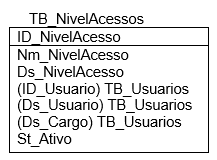 TB_NivelAcessos
ID_NivelAcesso
Nm_NivelAcesso
Ds_NivelAcesso
(ID_Usuario) TB_Usuarios
(Ds_Usuario) TB_Usuarios
(Ds_Cargo) TB_Usuarios
St_Ativo